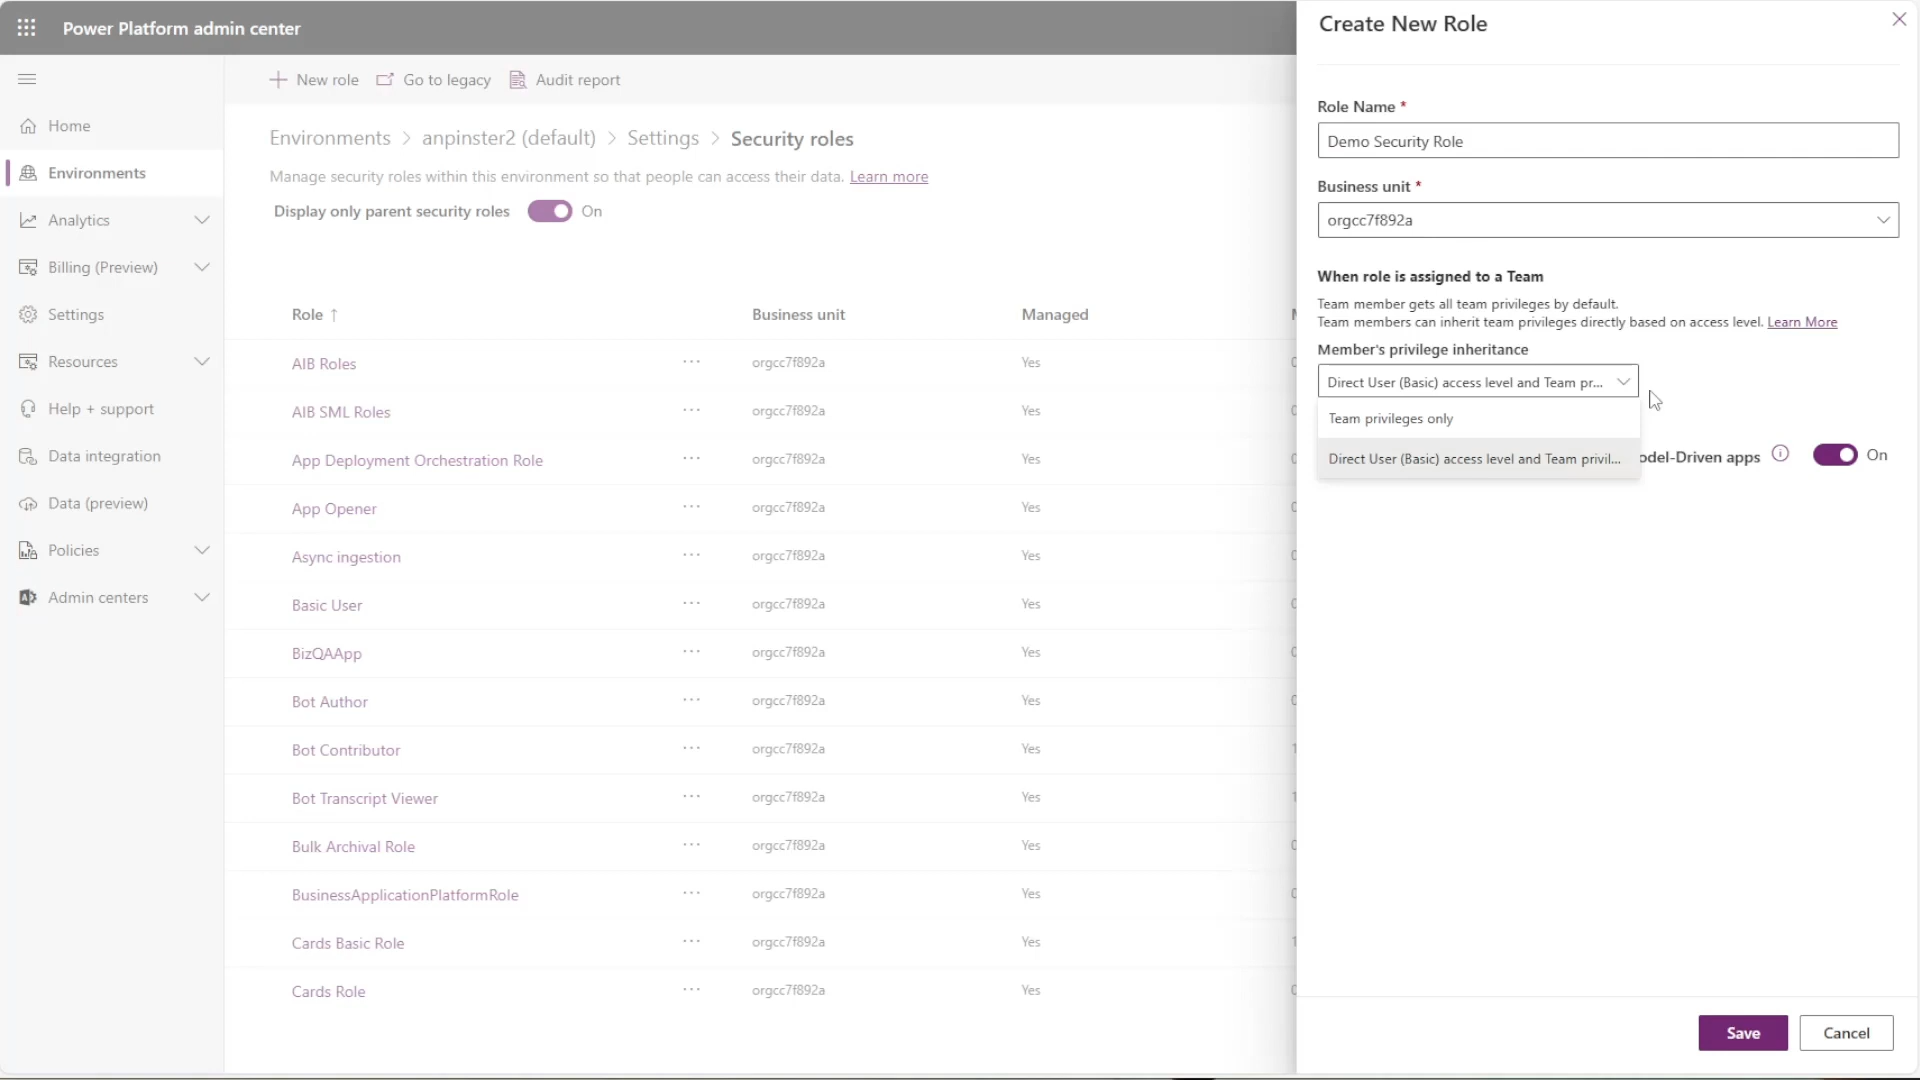 Power Platform admin center
Home
Environments
Analytics
Billing (Preview)
Settings
Resources
Help + support
Data integration
Data (preview)
Policies
Admin centers
New role Go to legacy Audit report
Environments > anpinster2 (default) > Settings > Security roles
Manage security roles within this environment so that people can access their data. Learn more
Display only parent security roles On
Role ↑ Business unit Managed
AIB Roles ... orgcc7f892a Yes
AIB SML Roles ... orgcc7f892a Yes
App Deployment Orchestration Role ... orgcc7f892a Yes
App Opener ... orgcc7f892a Yes
Async ingestion ... orgcc7f892a Yes
Basic User ... orgcc7f892a Yes
BizQAApp ... orgcc7f892a Yes
Bot Author ... orgcc7f892a Yes
Bot Contributor ... orgcc7f892a Yes
Bot Transcript Viewer ... orgcc7f892a Yes
Bulk Archival Role ... orgcc7f892a Yes
BusinessApplicationPlatformRole ... orgcc7f892a Yes
Cards Basic Role ... orgcc7f892a Yes
Cards Role ... orgcc7f892a Yes
Create New Role
Role Name *
Demo Security Role
Business unit *
orgcc7f892a
When role is assigned to a Team
Team member gets all team privileges by default.
Team members can inherit team privileges directly based on access level. Learn More
Member's privilege inheritance
Direct User (Basic) access level and Team pr...
Team privileges only
Direct User (Basic) access level and Team privil...
odel-Driven apps On
Save Cancel